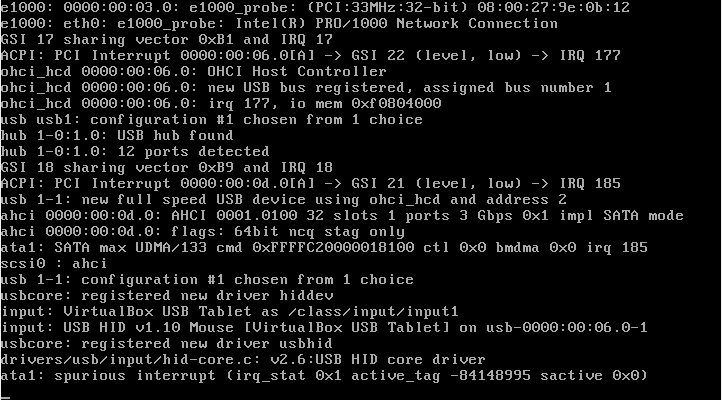 e1000: 0000:00:03.0: e1000_probe: (PCI:33MHz:32-bit) 08:00:27:9e:0b:12
e1000: eth0: e1000_probe: Intel(R) PRO/1000 Network Connection
GSI 17 sharing vector 0xB1 and IRQ 17
ACPI: PCI Interrupt 0000:00:06.0[A] -> GSI 22 (level, low) -> IRQ 177
ohci_hcd 0000:00:06.0: OHCI Host Controller
ohci_hcd 0000:00:06.0: new USB bus registered, assigned bus number 1
ohci_hcd 0000:00:06.0: irq 177, io mem 0xf0804000
usb usb1: configuration #1 chosen from 1 choice
hub 1-0:1.0: USB hub found
hub 1-0:1.0: 12 ports detected
GSI 18 sharing vector 0xB9 and IRQ 18
ACPI: PCI Interrupt 0000:00:0d.0[A] -> GSI 21 (level, low) -> IRQ 185
usb 1-1: new full speed USB device using ohci_hcd and address 2
ahci 0000:00:0d.0: AHCI 0001.0100 32 slots 1 ports 3 Gbps 0x1 impl SATA mode
ahci 0000:00:0d.0: flags: 64bit ncq stag only
ata1: SATA max UDMA/133 cmd 0xFFFFC20000018100 ctl 0x0 bmdma 0x0 irq 185
scsi0 : ahci
usb 1-1: configuration #1 chosen from 1 choice
usbcore: registered new driver hiddev
input: VirtualBox USB Tablet as /class/input/input1
input: USB HID v1.10 Mouse [VirtualBox USB Tablet] on usb-0000:00:06.0-1
usbcore: registered new driver usbhid
drivers/usb/input/hid-core.c: v2.6:USB HID core driver
ata1: spurious interrupt (irq_stat 0x1 active_tag -84148995 sactive 0x0)